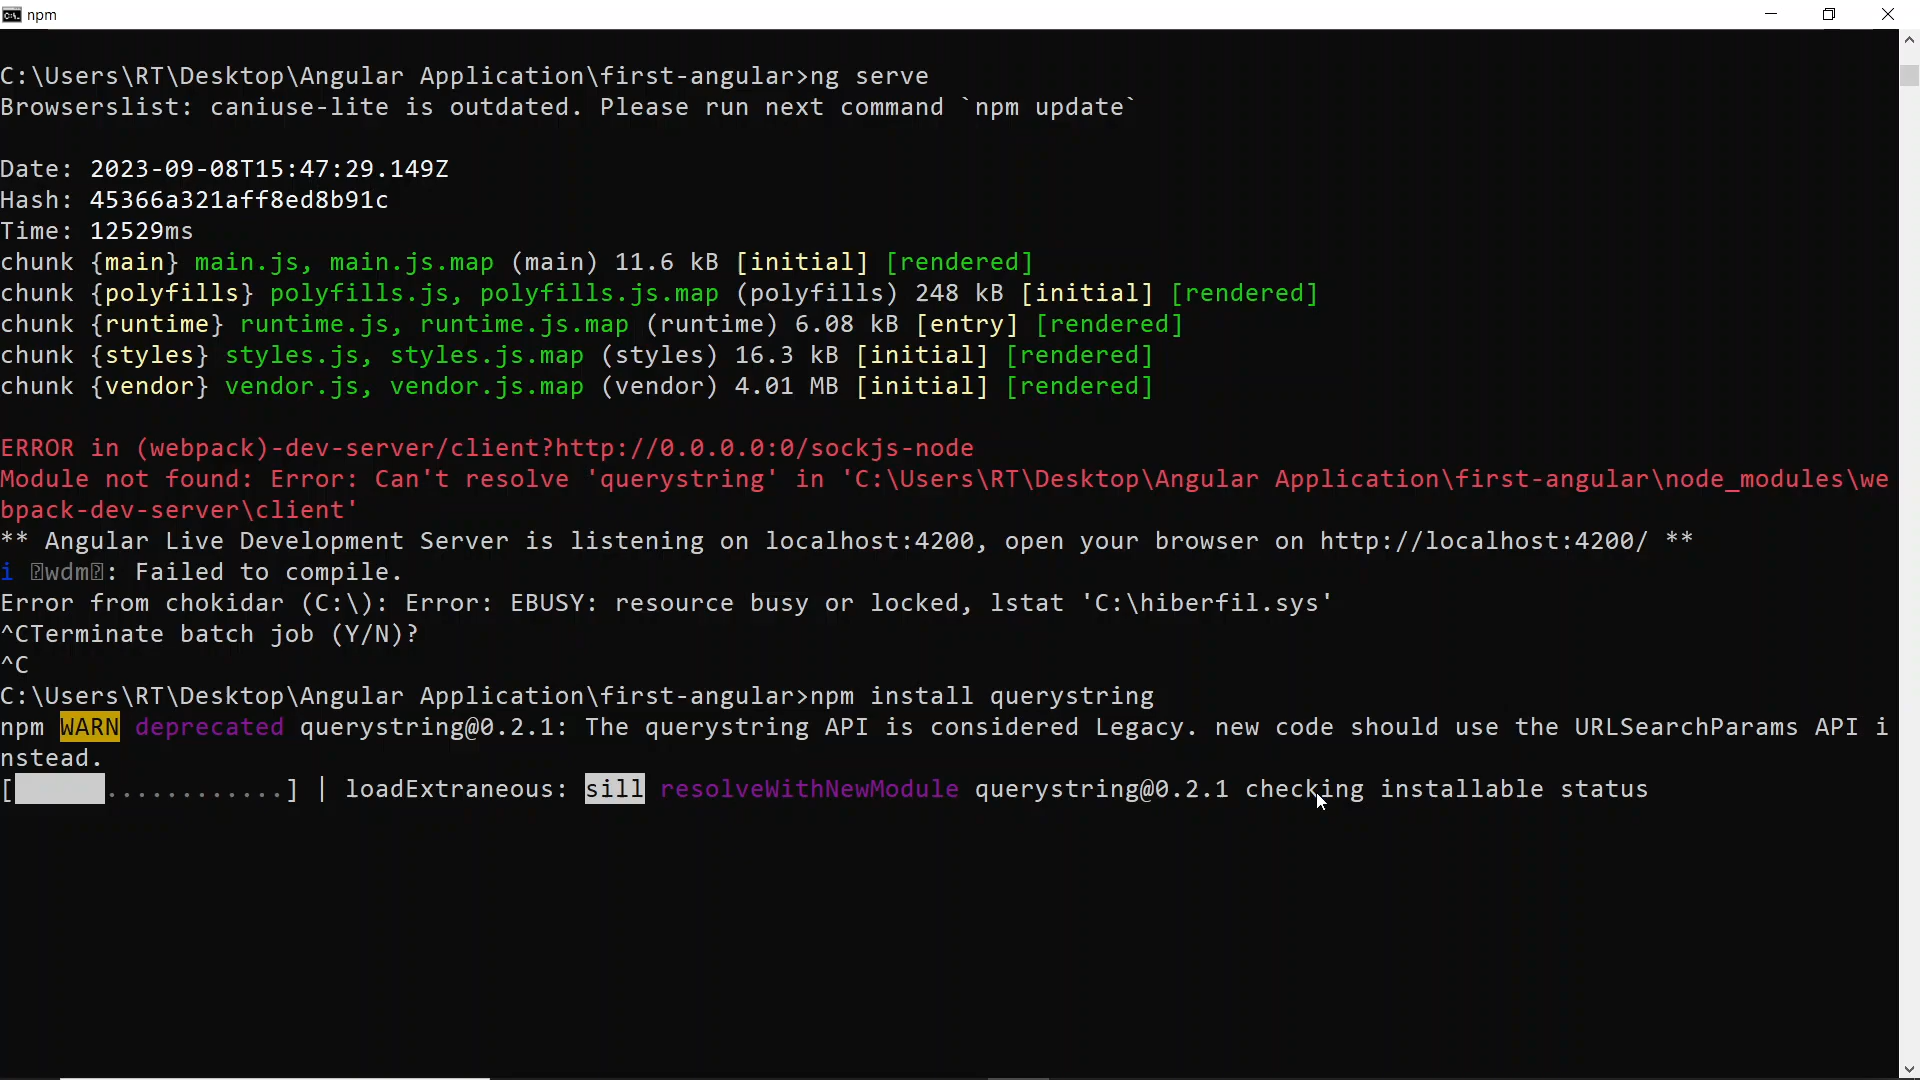 npm
C:\Users\RT\Desktop\Angular Application\first-angular>ng serve
Browserslist: caniuse-lite is outdated. Please run next command `npm update`
Date: 2023-09-08T15:47:29.149Z
Hash: 45366a321aff8ed8b91c
Time: 12529ms
chunk {main} main.js, main.js.map (main) 11.6 kB [initial] [rendered]
chunk {polyfills} polyfills.js, polyfills.js.map (polyfills) 248 kB [initial] [rendered]
chunk {runtime} runtime.js, runtime.js.map (runtime) 6.08 kB [entry] [rendered]
chunk {styles} styles.js, styles.js.map (styles) 16.3 kB [initial] [rendered]
chunk {vendor} vendor.js, vendor.js.map (vendor) 4.01 MB [initial] [rendered]
ERROR in (webpack)-dev-server/client?http://0.0.0.0:0/sockjs-node
Module not found: Error: Can't resolve 'querystring' in 'C:\Users\RT\Desktop\Angular Application\first-angular\node_modules\we
bpack-dev-server\client'
** Angular Live Development Server is listening on localhost:4200, open your browser on http://localhost:4200/ **
i ⍰wdm⍰: Failed to compile.
Error from chokidar (C:\): Error: EBUSY: resource busy or locked, lstat 'C:\hiberfil.sys'
^CTerminate batch job (Y/N)?
^C
C:\Users\RT\Desktop\Angular Application\first-angular>npm install querystring
npm WARN deprecated querystring@0.2.1: The querystring API is considered Legacy. new code should use the URLSearchParams API i
nstead.
[      ............] | loadExtraneous: sill resolveWithNewModule querystring@0.2.1 checking installable status